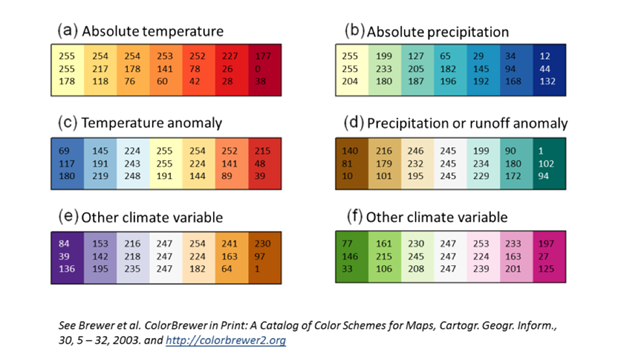 (a) Absolute temperature
255 254 254 253 252 227 177
255 217 178 141 78 26 0
178 118 76 60 42 28 38
(b) Absolute precipitation
255 199 127 65 29 34 12
255 233 205 182 145 94 44
204 180 187 196 192 168 132
(c) Temperature anomaly
69 145 224 255 254 252 215
117 191 243 255 224 141 48
180 219 248 191 144 89 39
(d) Precipitation or runoff anomaly
140 216 246 245 199 90 1
81 179 232 245 234 180 102
10 101 195 245 229 172 94
(e) Other climate variable
84 153 216 247 254 241 230
39 142 218 247 224 163 97
136 195 235 247 182 64 1
(f) Other climate variable
77 161 230 247 253 233 197
146 215 245 247 224 163 27
33 106 208 247 239 201 125
See Brewer et al. ColorBrewer in Print: A Catalog of Color Schemes for Maps, Cartogr. Geogr. Inform.,
30, 5 – 32, 2003. and http://colorbrewer2.org